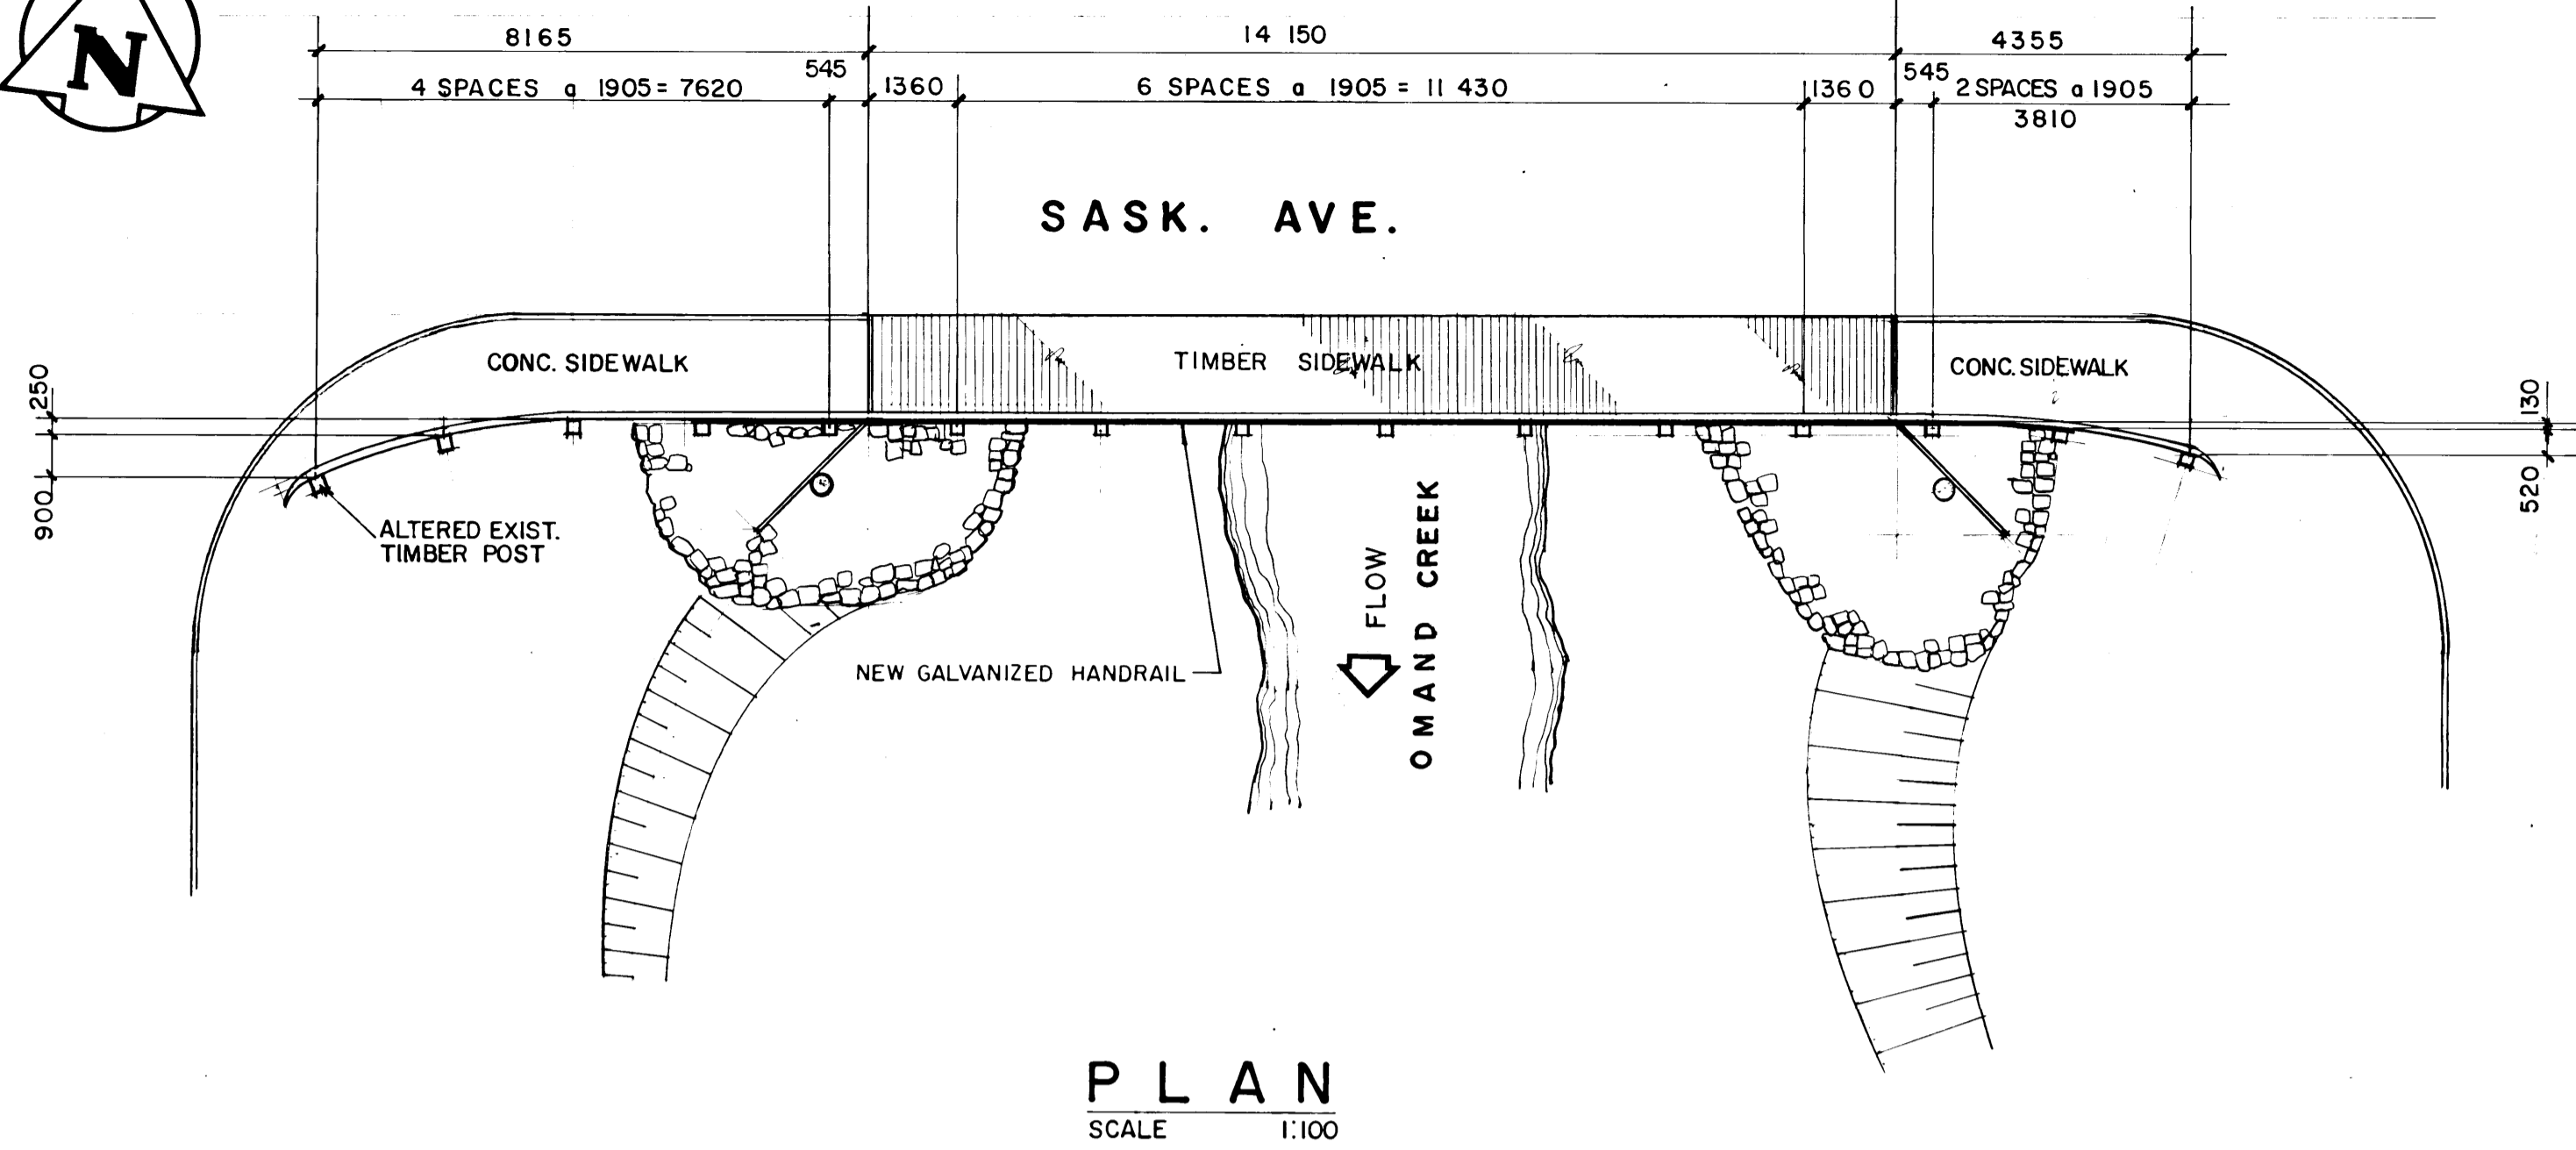 N
8165
14 150
4355
4 SPACES a 1905 = 7620
545
1360
6 SPACES a 1905 = 11 430
1360
545
2 SPACES a 1905
3810
SASK. AVE.
CONC. SIDEWALK
TIMBER SIDEWALK
CONC. SIDEWALK
250
900
130
520
ALTERED EXIST.
TIMBER POST
NEW GALVANIZED HANDRAIL
FLOW
OMAND CREEK
PLAN
SCALE 1:100